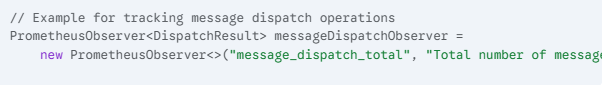 // Example for tracking message dispatch operations
PrometheusObserver<DispatchResult> messageDispatchObserver =
new PrometheusObserver<>("message_dispatch_total", "Total number of message